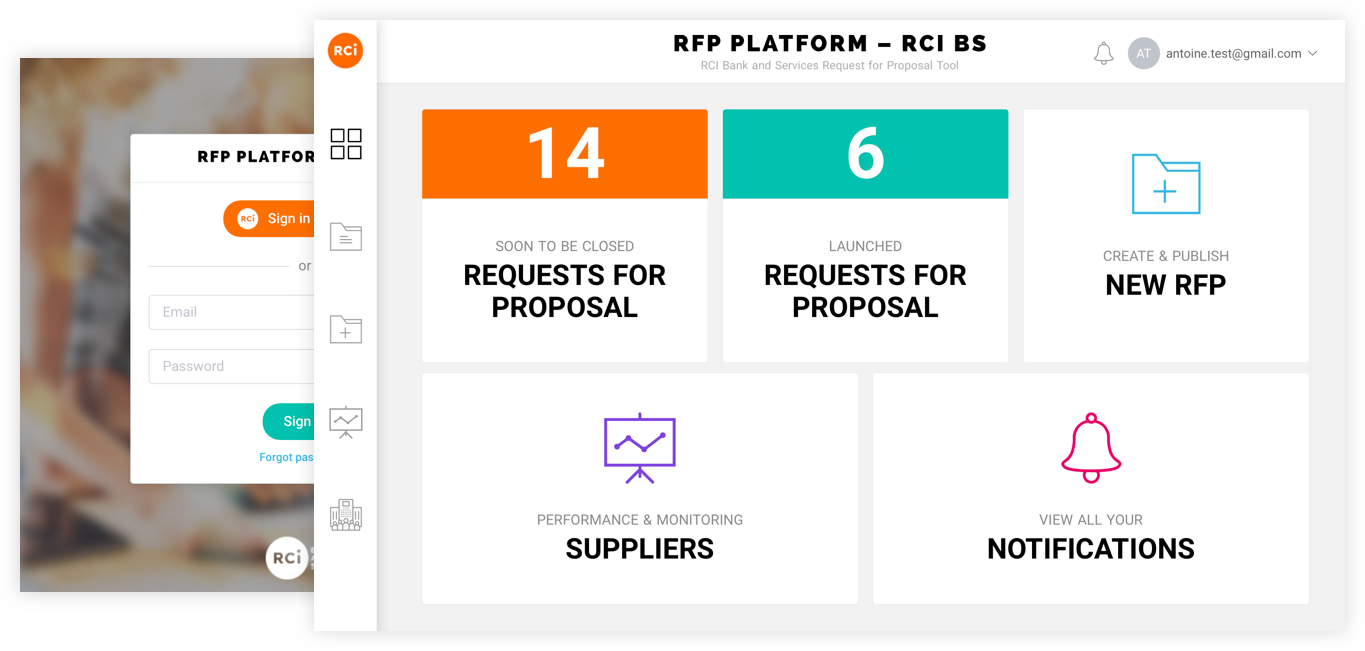 RCi
RFP PLATFORM – RCI BS
RCI Bank and Services Request for Proposal Tool
AT
antoine.test@gmail.com
RFP PLATFOR
RCi
Sign in
or
Email
Password
Sign
Forgot pas
RCi
14
SOON TO BE CLOSED
REQUESTS FOR
PROPOSAL
6
LAUNCHED
REQUESTS FOR
PROPOSAL
CREATE & PUBLISH
NEW RFP
PERFORMANCE & MONITORING
SUPPLIERS
VIEW ALL YOUR
NOTIFICATIONS